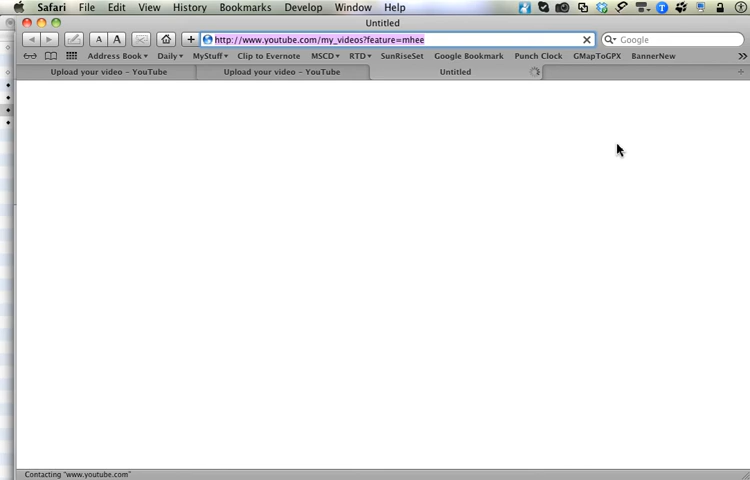 Safari File Edit View History Bookmarks Develop Window Help
Untitled
A A + http://www.youtube.com/my_videos?feature=mhee Google
Address Book Daily MyStuff Clip to Evernote MSCD RTD SunRiseSet Google Bookmark Punch Clock GMapToGPX BannerNew
Upload your video – YouTube Upload your video – YouTube Untitled
Contacting "www.youtube.com"